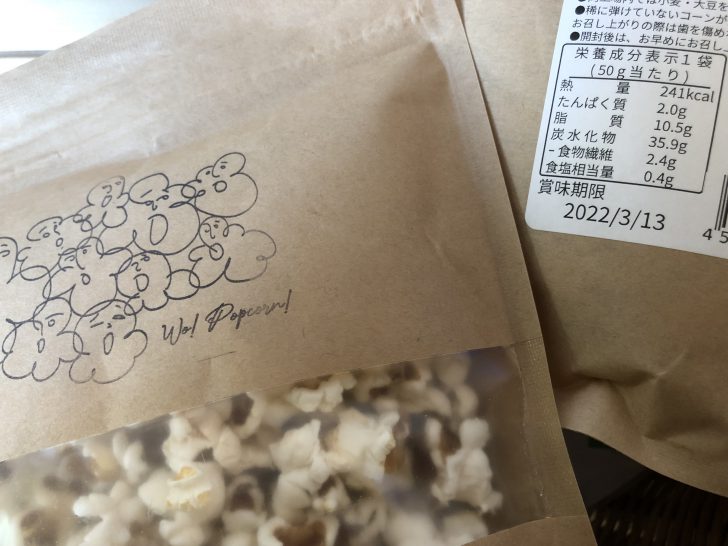 Wo! Popcorn!
●稀に弾けていないコーンが
お召し上がりの際は歯を傷め
●開封後は、お早めにお召し
栄養成分表示1袋
(50g当たり)
熱量 241kcal
たんぱく質 2.0g
脂質 10.5g
炭水化物 35.9g
-食物繊維 2.4g
食塩相当量 0.4g
賞味期限
2022/3/13
45